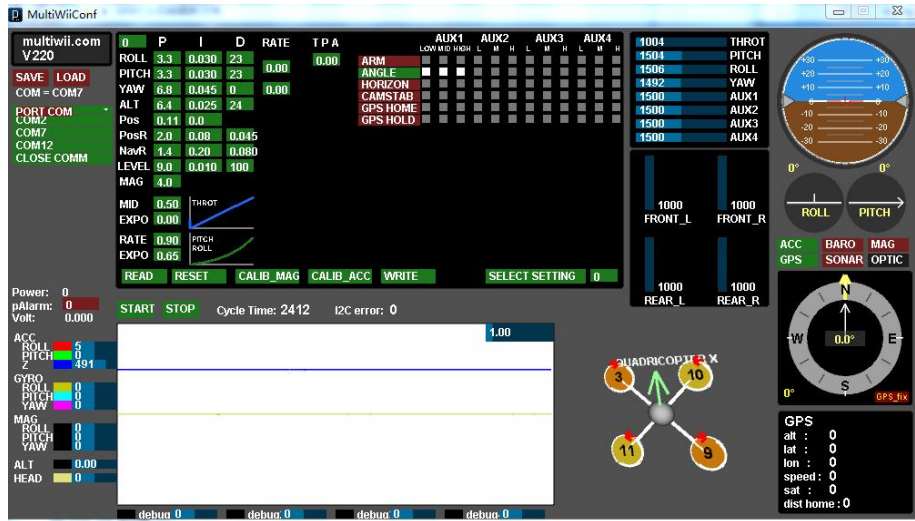 MultiWiiConf
multiwii.com
V220
SAVE LOAD
COM = COM7
PORT COM
COM2
COM7
COM12
CLOSE COMM
0 P I D RATE T P A
ROLL 3.3 0.030 23 0.00
PITCH 3.3 0.030 23 0.00
YAW 6.8 0.045 0 0.00
ALT 6.4 0.025 24
Pos 0.11 0.0
PosR 2.0 0.08 0.045
NavR 1.4 0.20 0.080
LEVEL 9.0 0.010 100
MAG 4.0
MID 0.50 THROT
EXPO 0.00
RATE 0.90 PITCH
EXPO 0.65 ROLL
READ RESET CALIB_MAG CALIB_ACC WRITE SELECT SETTING 0
AUX1 AUX2 AUX3 AUX4
LOW MID HIGH L M H L M H L M H
ARM
ANGLE
HORIZON
CAMSTAB
GPS HOME
GPS HOLD
1004 THROT
1504 PITCH
1506 ROLL
1492 YAW
1500 AUX1
1500 AUX2
1500 AUX3
1500 AUX4
1000 1000
FRONT_L FRONT_R
1000 1000
REAR_L REAR_R
+30 +30
+20 +20
+10 +10
-10 -10
-20 -20
-30 -30
0° 0°
ROLL PITCH
ACC BARO MAG
GPS SONAR OPTIC
N
W 0.0° E
S
0° GPS_fix
GPS
alt : 0
lat : 0
lon : 0
speed : 0
sat : 0
dist home : 0
Power: 0
pAlarm: 0
Volt: 0.000
START STOP Cycle Time: 2412 I2C error: 0
1.00
ACC
ROLL 5
PITCH 0
Z 491
GYRO
ROLL 0
PITCH 0
YAW 0
MAG
ROLL 0
PITCH 0
YAW 0
ALT 0.00
HEAD 0
QUADRICOPTER X
3 10
11 9
debug 0 debug: 0 debug 0 debug- 0